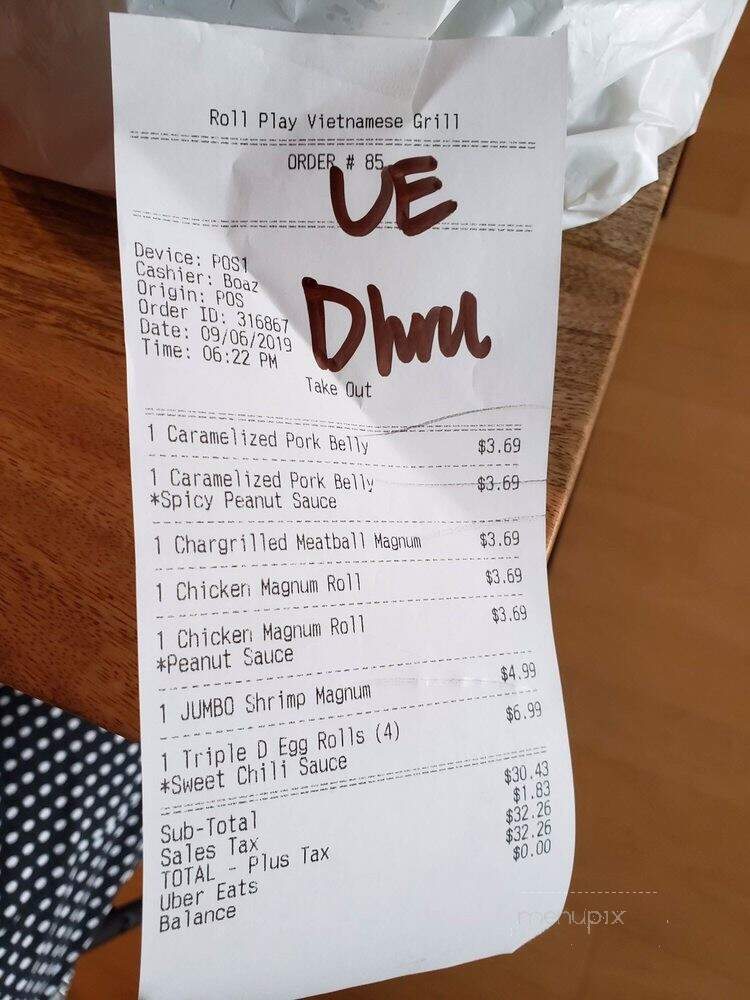 Roll Play Vietnamese Grill
ORDER # 85
UE
Device: POS1
Cashier: Boaz
Origin: POS
Order ID: 316867
Date: 09/06/2019
Time: 06:22 PM
Dhru
Take Out
1 Caramelized Pork Belly $3.69
1 Caramelized Pork Belly $3.69
*Spicy Peanut Sauce
1 Chargrilled Meatball Magnum $3.69
1 Chicken Magnum Roll $3.69
1 Chicken Magnum Roll $3.69
*Peanut Sauce
1 JUMBO Shrimp Magnum $4.99
1 Triple D Egg Rolls (4) $6.99
*Sweet Chili Sauce
Sub-Total $30.43
Sales Tax $1.83
TOTAL - Plus Tax $32.26
Uber Eats $32.26
Balance $0.00
menupix